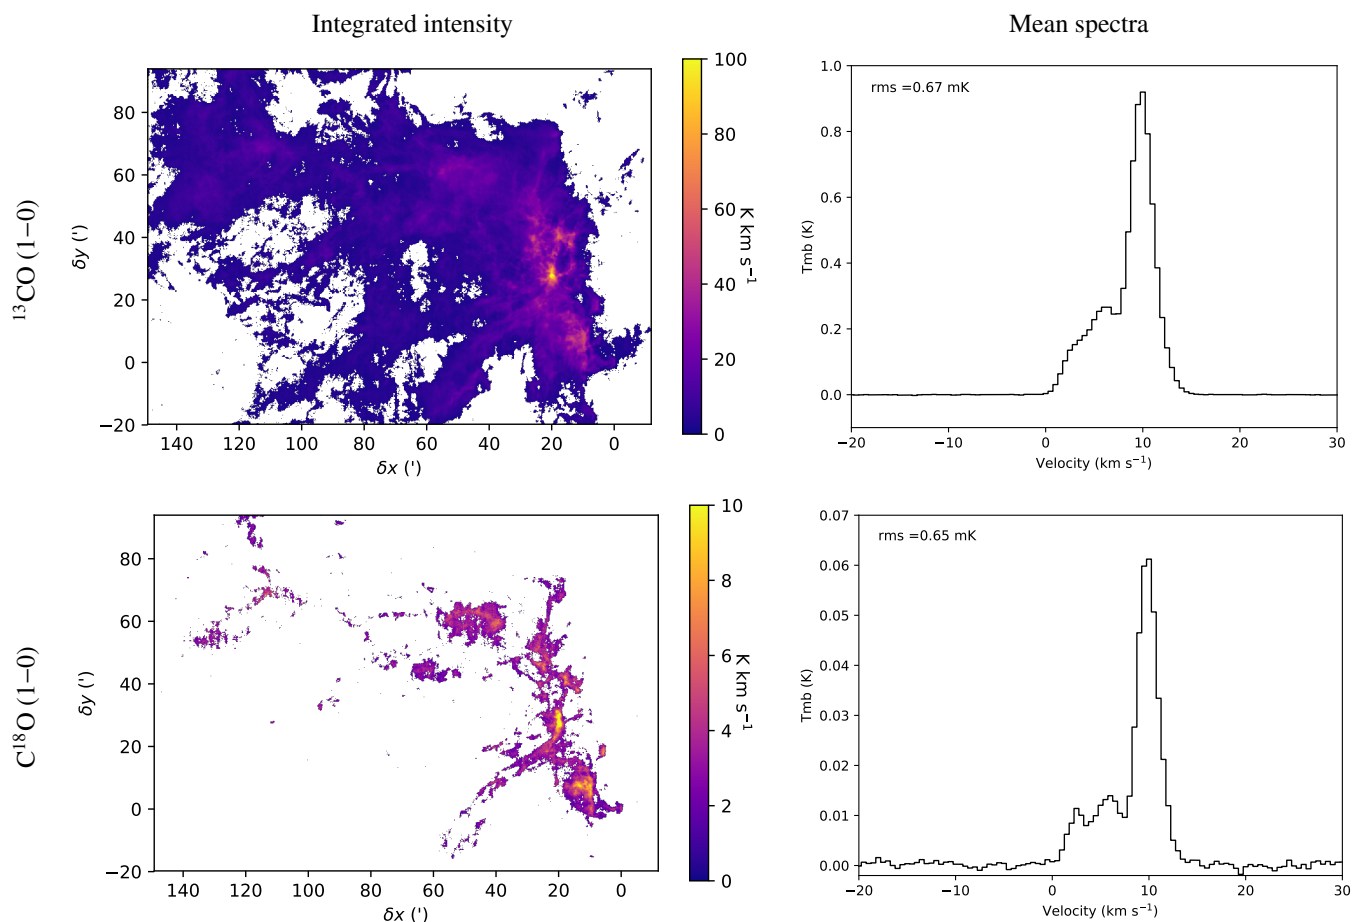 Integrated intensity
Mean spectra
¹³CO (1–0)
δy (')
80
60
40
20
0
−20
140 120 100 80 60 40 20 0
δx (')
100
80
60
40
20
0
K km s⁻¹
rms =0.67 mK
Tmb (K)
1.0
0.8
0.6
0.4
0.2
0.0
−20 −10 0 10 20 30
Velocity (km s⁻¹)
C¹⁸O (1–0)
δy (')
80
60
40
20
0
−20
140 120 100 80 60 40 20 0
δx (')
10
8
6
4
2
0
K km s⁻¹
rms =0.65 mK
Tmb (K)
0.07
0.06
0.05
0.04
0.03
0.02
0.01
0.00
−20 −10 0 10 20 30
Velocity (km s⁻¹)